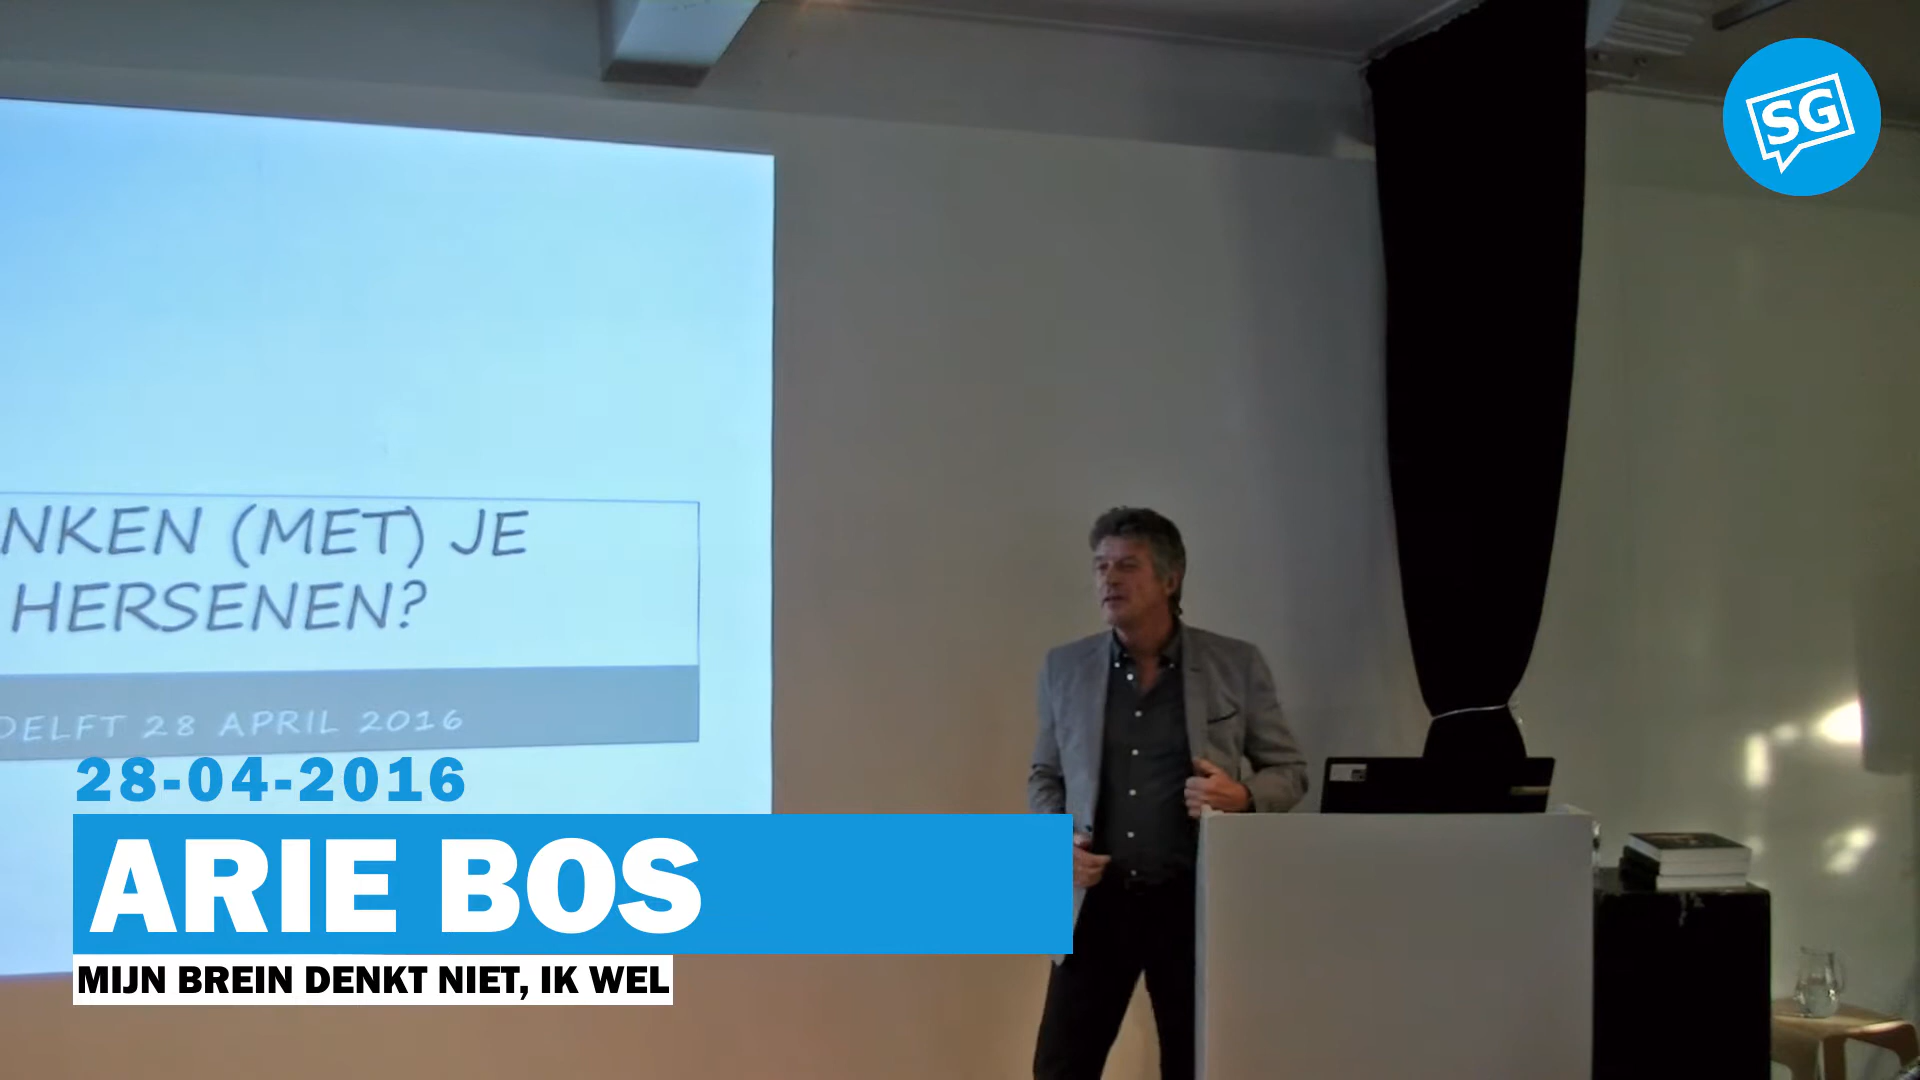 SG
NKEN (MET) JE
HERSENEN?
DELFT 28 APRIL 2016
28-04-2016
ARIE BOS
MIJN BREIN DENKT NIET, IK WEL